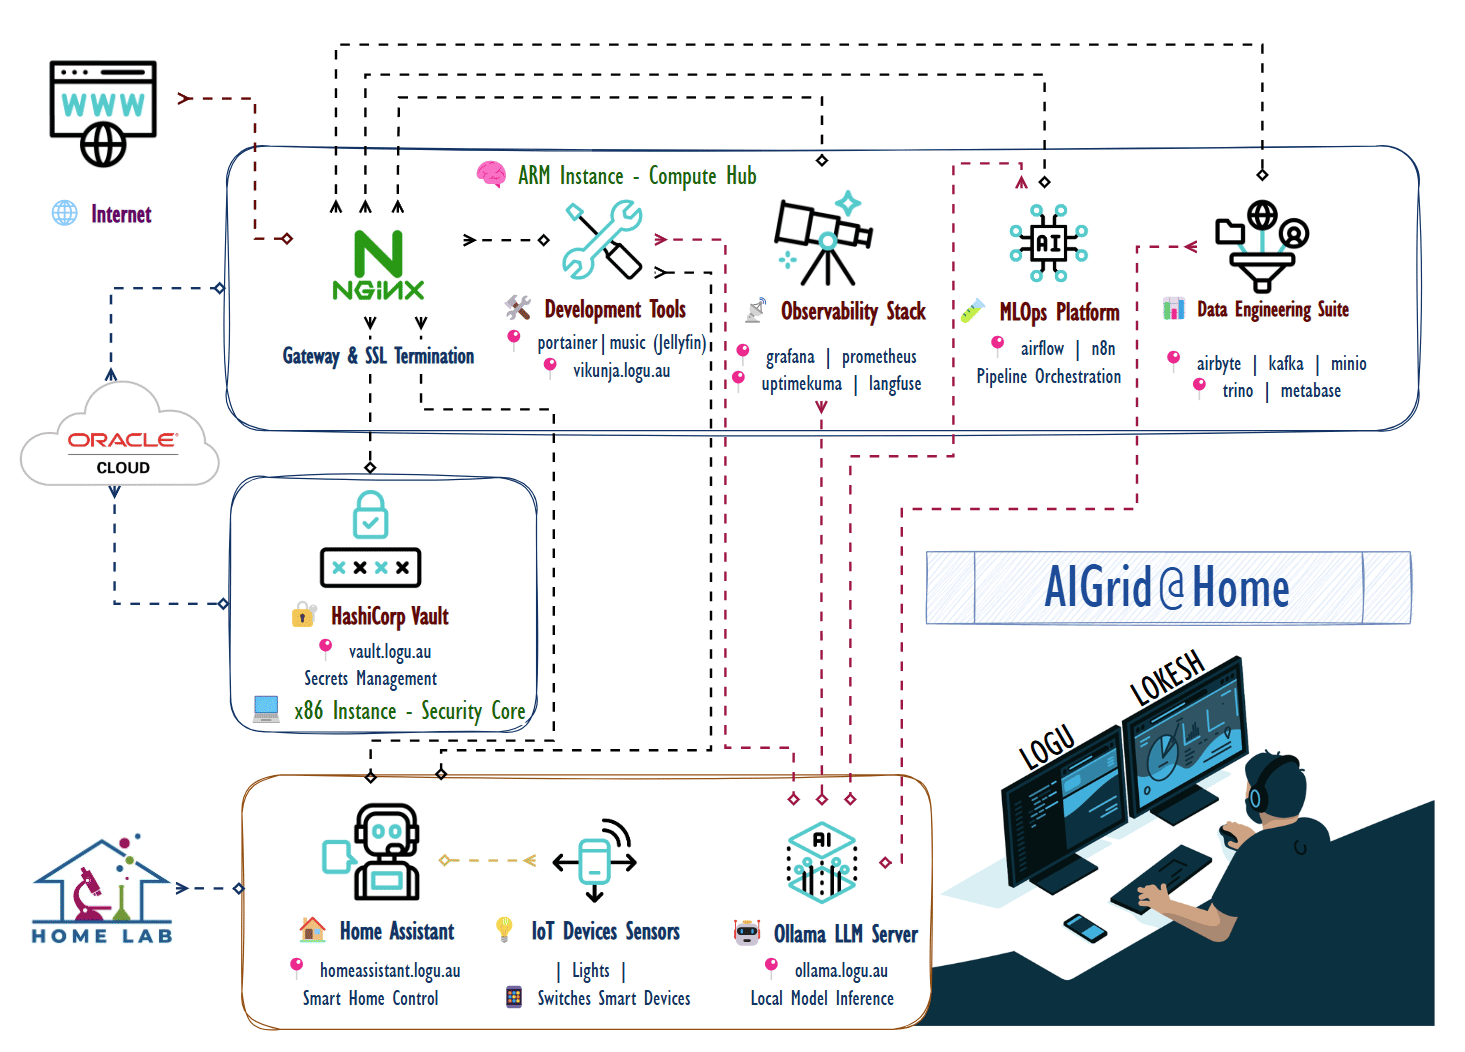 WWW
Internet
ARM Instance - Compute Hub
NGiNX
Gateway & SSL Termination
Development Tools
portainer | music (Jellyfin)
vikunja.logu.au
Observability Stack
grafana | prometheus
uptimekuma | langfuse
AI
MLOps Platform
airflow | n8n
Pipeline Orchestration
Data Engineering Suite
airbyte | kafka | minio
trino | metabase
ORACLE
CLOUD
HashiCorp Vault
vault.logu.au
Secrets Management
x86 Instance - Security Core
AIGrid@Home
LOGU
LOKESH
HOME LAB
Home Assistant
homeassistant.logu.au
Smart Home Control
IoT Devices Sensors
| Lights |
Switches Smart Devices
AI
Ollama LLM Server
ollama.logu.au
Local Model Inference